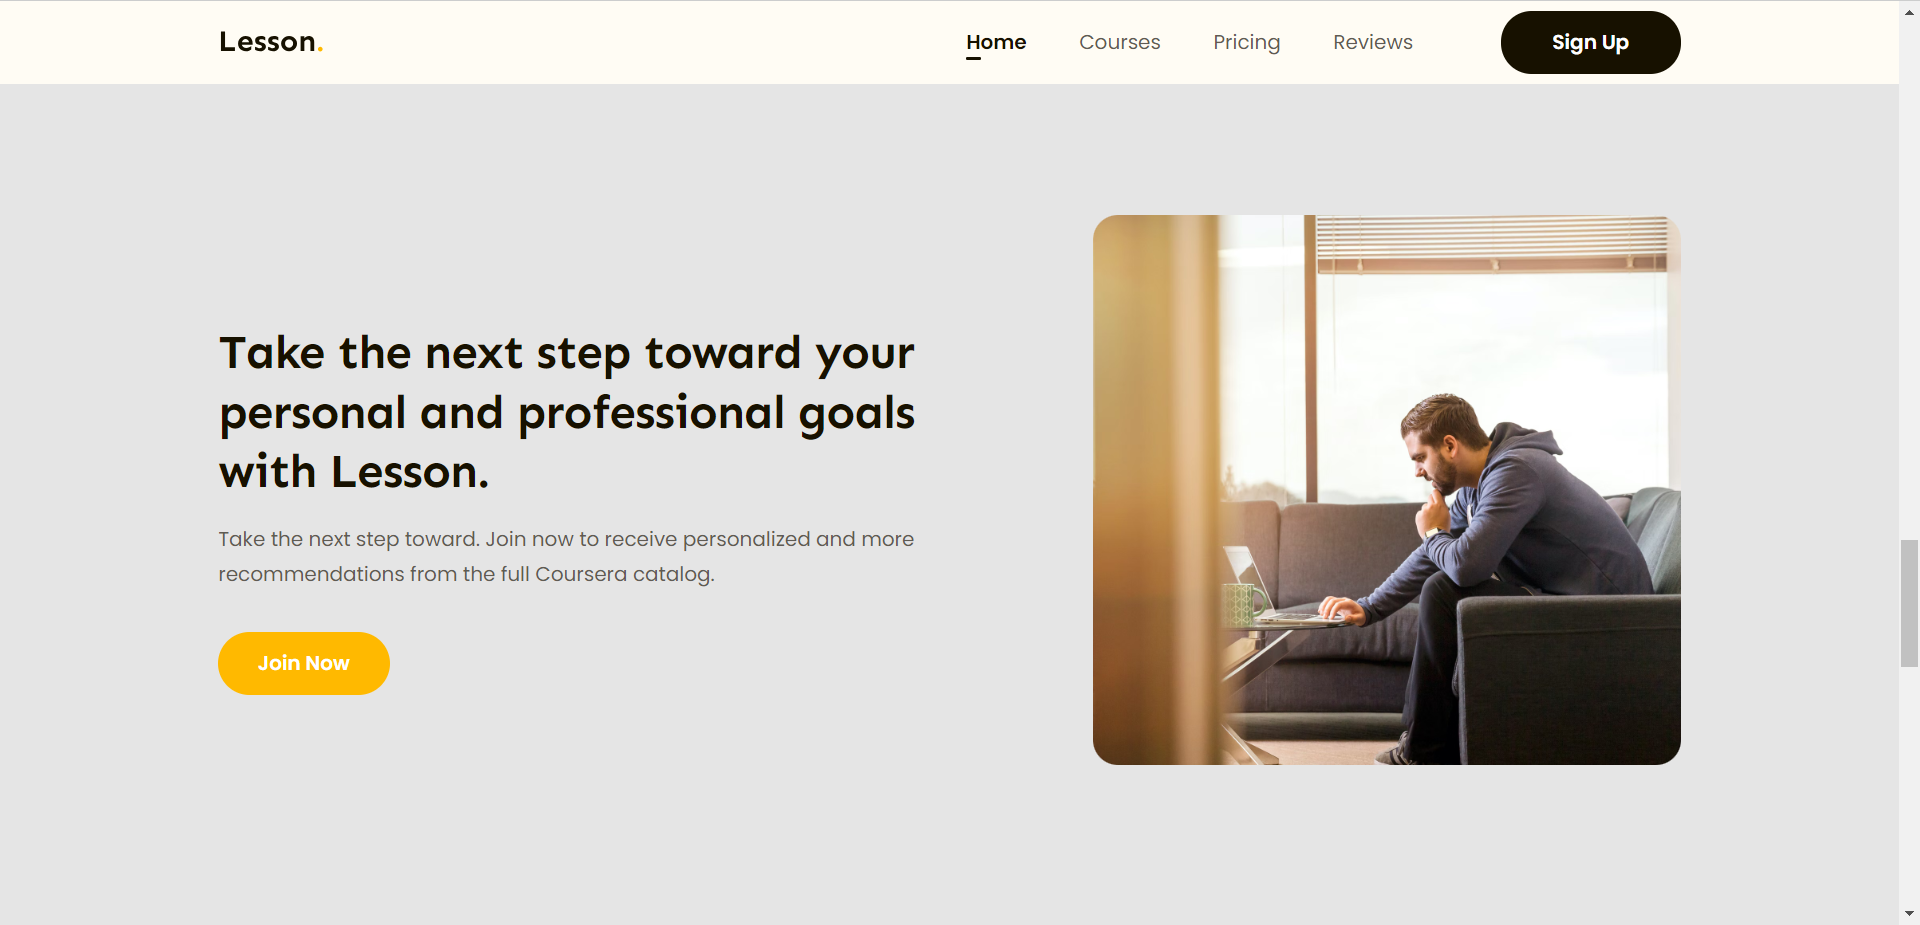 Lesson.
Home
Courses
Pricing
Reviews
Sign Up
Take the next step toward your
personal and professional goals
with Lesson.
Take the next step toward. Join now to receive personalized and more
recommendations from the full Coursera catalog.
Join Now